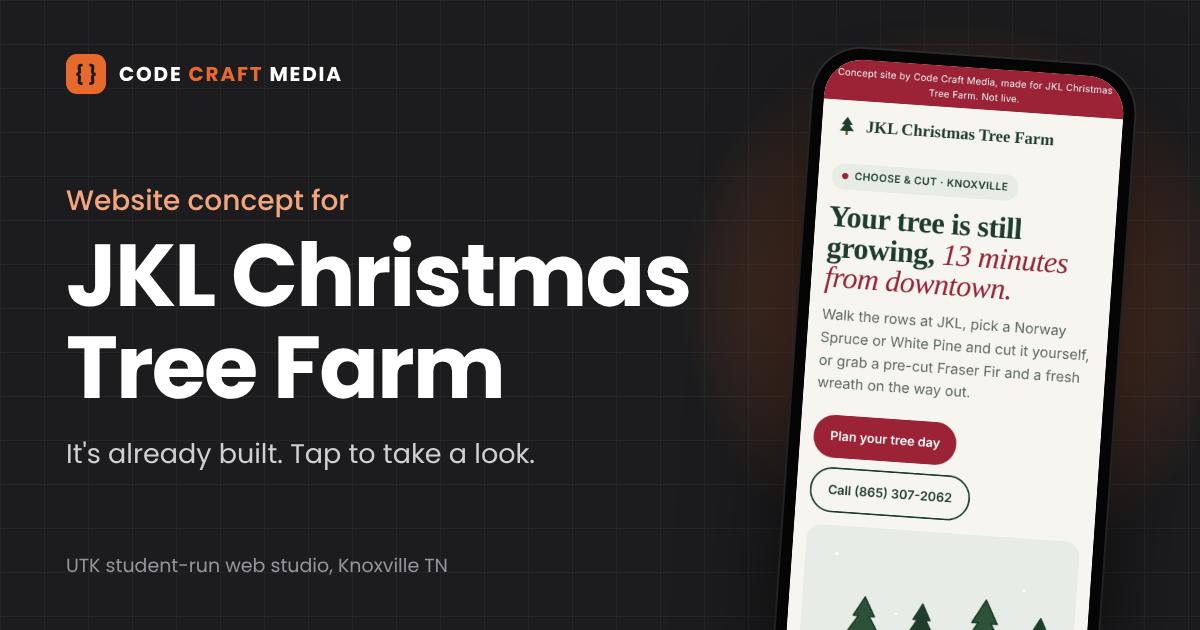 { } CODE CRAFT MEDIA
Website concept for
JKL Christmas
Tree Farm
It's already built. Tap to take a look.
UTK student-run web studio, Knoxville TN
Concept site by Code Craft Media, made for JKL Christmas
Tree Farm. Not live.
JKL Christmas Tree Farm
CHOOSE & CUT · KNOXVILLE
Your tree is still
growing, 13 minutes
from downtown.
Walk the rows at JKL, pick a Norway
Spruce or White Pine and cut it yourself,
or grab a pre-cut Fraser Fir and a fresh
wreath on the way out.
Plan your tree day
Call (865) 307-2062